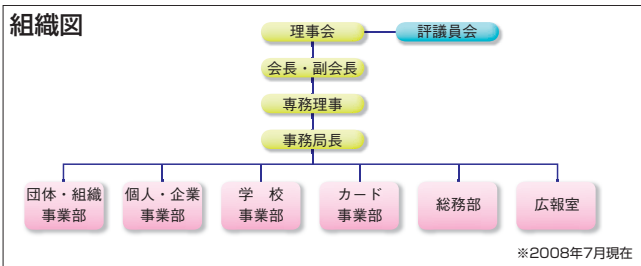 組織図
理事会
評議員会
会長・副会長
専務理事
事務局長
団体・組織
事業部
個人・企業
事業部
学　校
事業部
カード
事業部
総務部
広報室
※2008年7月現在